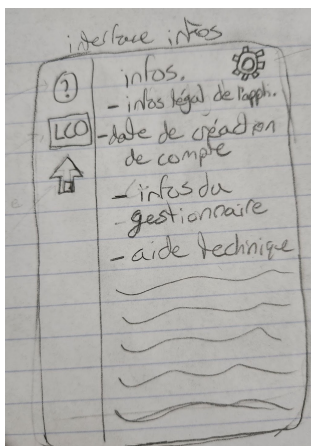 interface infos
?
infos.
- infos légal de l'appli.
LCO
-date de création
de compte
- infos du
- gestionnaire
- aide technique